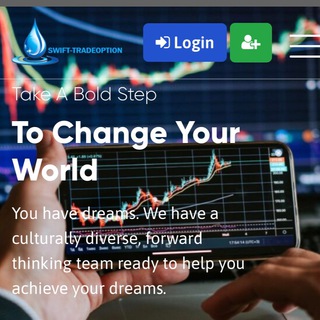 SWIFT-TRADEOPTION
Login
Take A Bold Step
To Change Your
World
You have dreams. We have a
culturally diverse, forward
thinking team ready to help you
achieve your dreams.